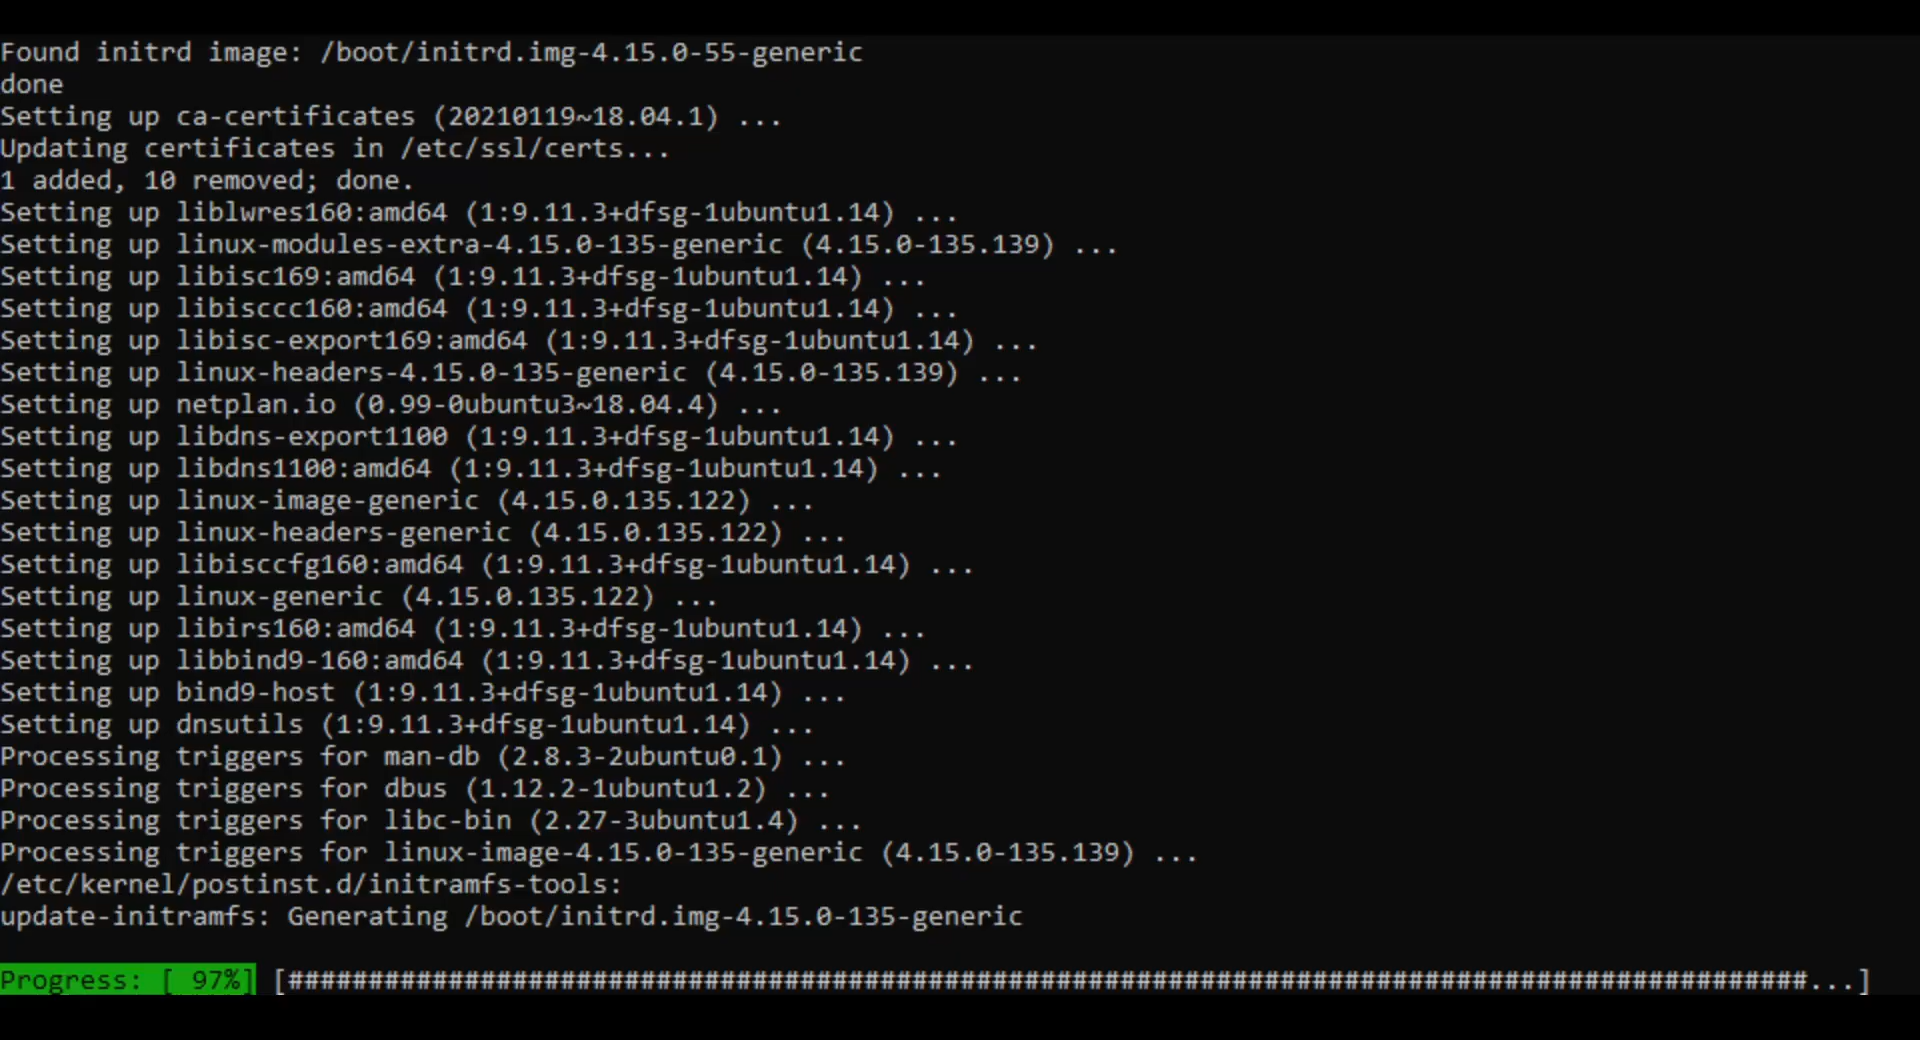 Found initrd image: /boot/initrd.img-4.15.0-55-generic
done
Setting up ca-certificates (20210119~18.04.1) ...
Updating certificates in /etc/ssl/certs...
1 added, 10 removed; done.
Setting up liblwres160:amd64 (1:9.11.3+dfsg-1ubuntu1.14) ...
Setting up linux-modules-extra-4.15.0-135-generic (4.15.0-135.139) ...
Setting up libisc169:amd64 (1:9.11.3+dfsg-1ubuntu1.14) ...
Setting up libisccc160:amd64 (1:9.11.3+dfsg-1ubuntu1.14) ...
Setting up libisc-export169:amd64 (1:9.11.3+dfsg-1ubuntu1.14) ...
Setting up linux-headers-4.15.0-135-generic (4.15.0-135.139) ...
Setting up netplan.io (0.99-0ubuntu3~18.04.4) ...
Setting up libdns-export1100 (1:9.11.3+dfsg-1ubuntu1.14) ...
Setting up libdns1100:amd64 (1:9.11.3+dfsg-1ubuntu1.14) ...
Setting up linux-image-generic (4.15.0.135.122) ...
Setting up linux-headers-generic (4.15.0.135.122) ...
Setting up libisccfg160:amd64 (1:9.11.3+dfsg-1ubuntu1.14) ...
Setting up linux-generic (4.15.0.135.122) ...
Setting up libirs160:amd64 (1:9.11.3+dfsg-1ubuntu1.14) ...
Setting up libbind9-160:amd64 (1:9.11.3+dfsg-1ubuntu1.14) ...
Setting up bind9-host (1:9.11.3+dfsg-1ubuntu1.14) ...
Setting up dnsutils (1:9.11.3+dfsg-1ubuntu1.14) ...
Processing triggers for man-db (2.8.3-2ubuntu0.1) ...
Processing triggers for dbus (1.12.2-1ubuntu1.2) ...
Processing triggers for libc-bin (2.27-3ubuntu1.4) ...
Processing triggers for linux-image-4.15.0-135-generic (4.15.0-135.139) ...
/etc/kernel/postinst.d/initramfs-tools:
update-initramfs: Generating /boot/initrd.img-4.15.0-135-generic
Progress: [ 97%] [###############################################################################################...]